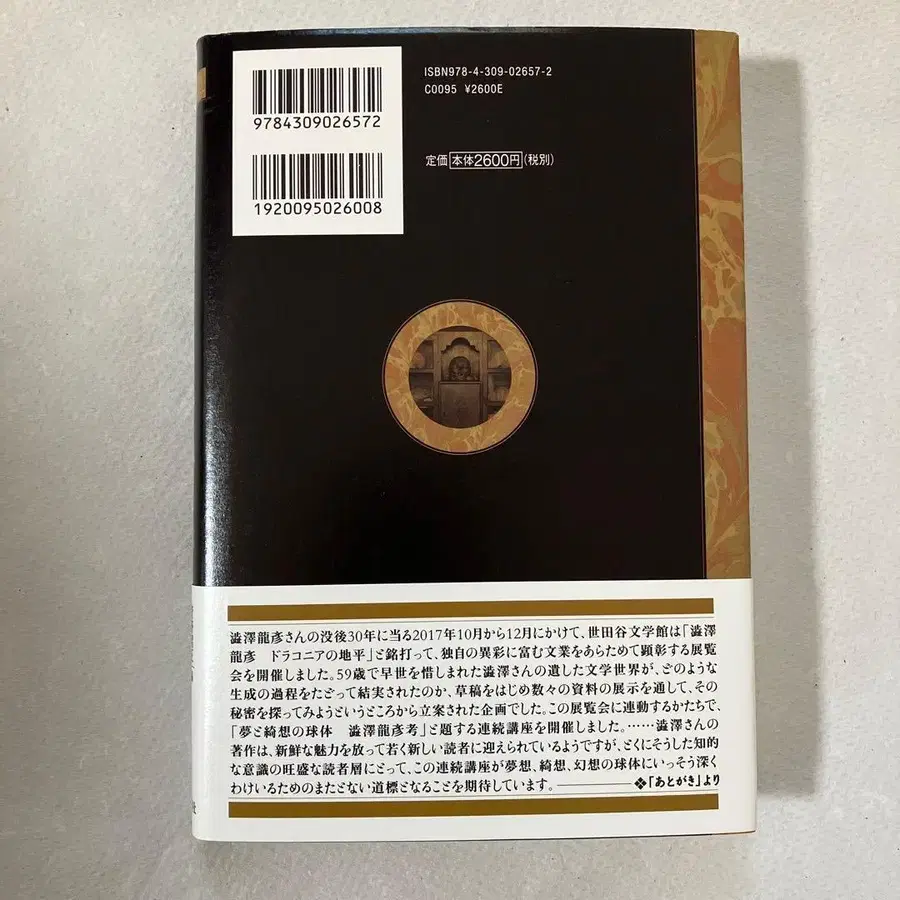 ISBN978-4-309-02657-2
C0095 ¥2600E
9784309026572
定価 本体2600円(税別)
1920095026008
澁澤龍彥さんの没後30年に当る2017年10月から12月にかけて、世田谷文学館は「澁澤
龍彥 ドラコニアの地平」と銘打って、独自の異彩に富む文業をあらためて顕彰する展覧
会を開催しました。59歳で早世を惜しまれた澁澤さんの遺した文学世界が、どのような
生成の過程をたどって結実されたのか、草稿をはじめ数々の資料の展示を通して、その
秘密を探ってみようというところから立案された企画でした。この展覧会に連動するかたちで、
「夢と綺想の球体 澁澤龍彥考」と題する連続講座を開催しました。……澁澤さんの
著作は、新鮮な魅力を放って若く新しい読者に迎えられているようですが、とくにそうした知的
な意識の旺盛な読者層にとって、この連続講座が夢想、綺想、幻想の球体にいっそう深く
わけいるためのまたとない道標となることを期待しています。――❖「あとがき」より